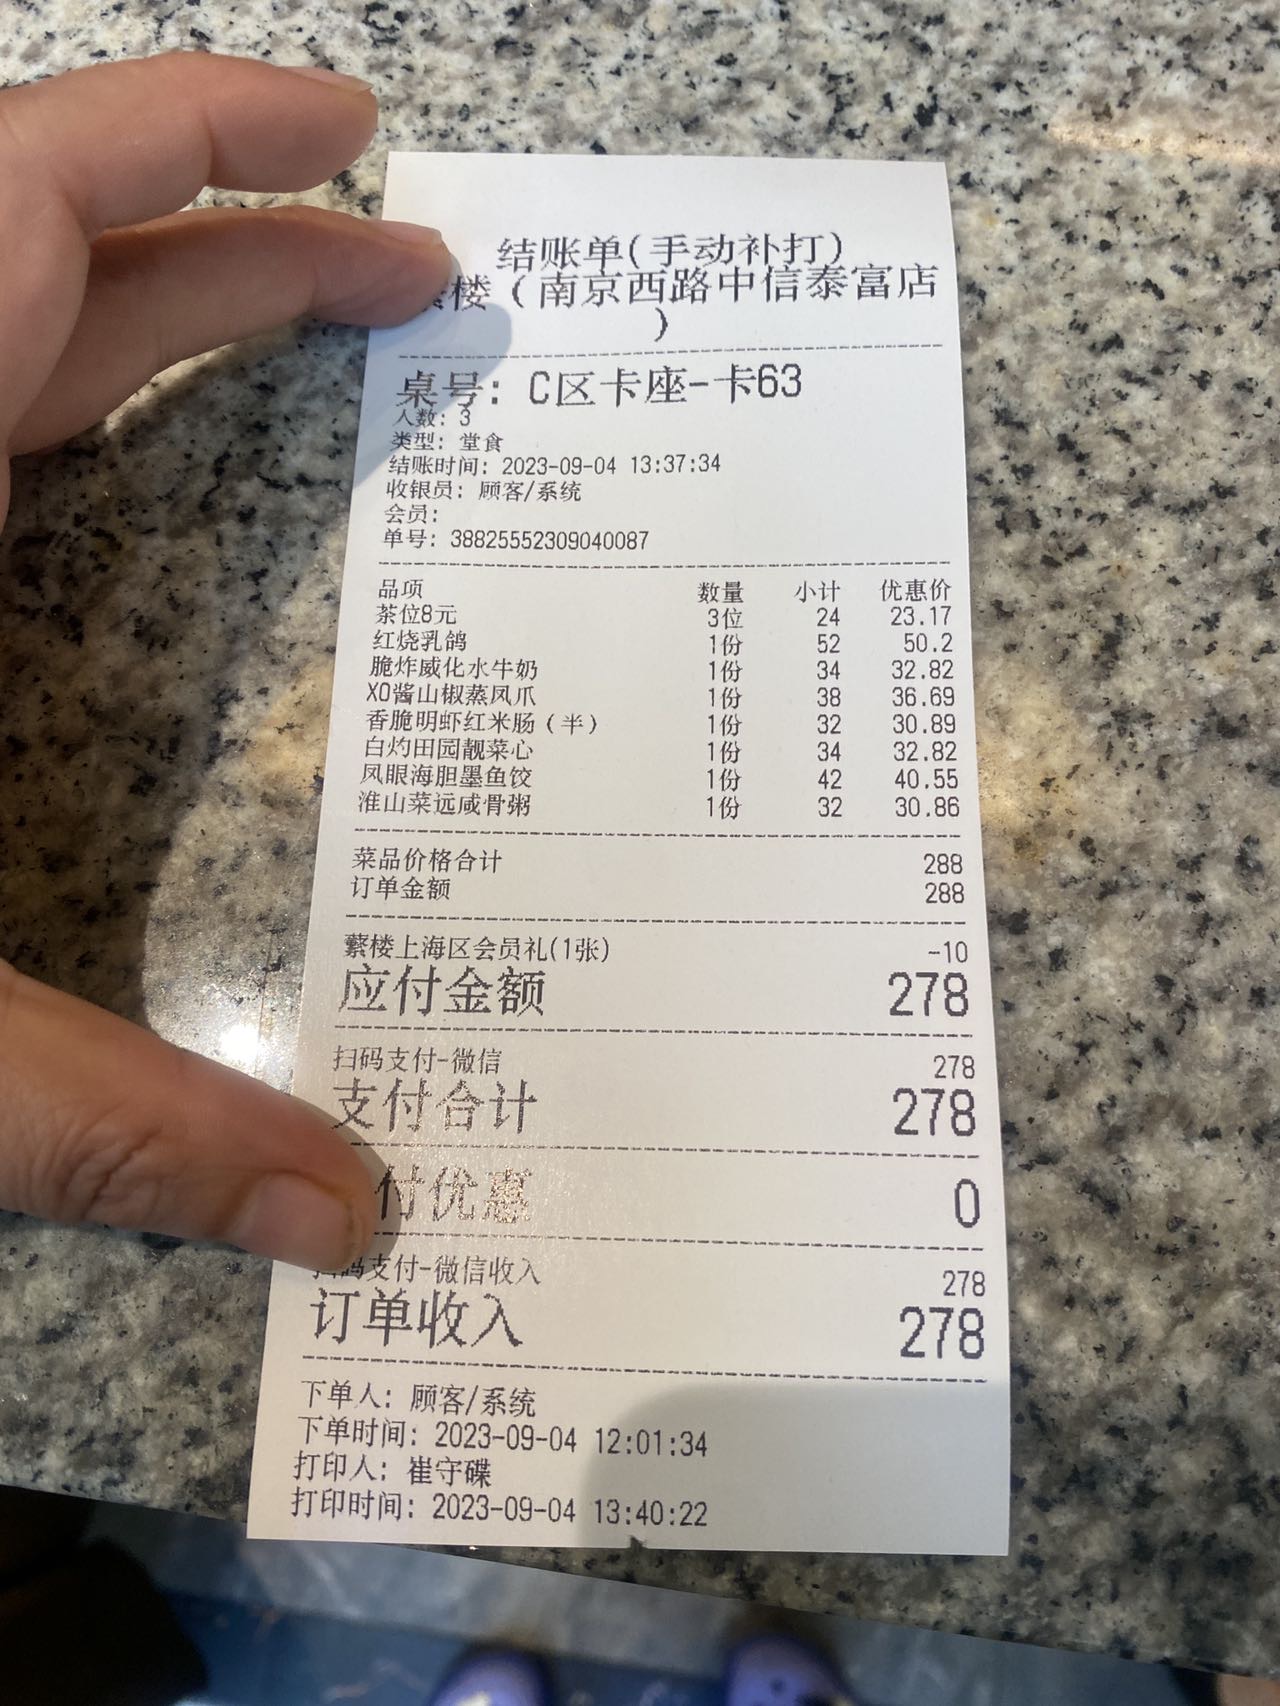 结账单(手动补打)
楼（南京西路中信泰富店
）
桌号: C区卡座-卡63
人数: 3
类型: 堂食
结账时间: 2023-09-04 13:37:34
收银员: 顾客/系统
会员:
单号: 38825552309040087
品项 数量 小计 优惠价
茶位8元 3位 24 23.17
红烧乳鸽 1份 52 50.2
脆炸威化水牛奶 1份 34 32.82
XO酱山椒蒸凤爪 1份 38 36.69
香脆明虾红米肠（半） 1份 32 30.89
白灼田园靓菜心 1份 34 32.82
凤眼海胆墨鱼饺 1份 42 40.55
淮山菜远咸骨粥 1份 32 30.86
菜品价格合计 288
订单金额 288
蘩楼上海区会员礼(1张) -10
应付金额 278
扫码支付-微信 278
支付合计 278
付优惠 0
扫码支付-微信收入 278
订单收入 278
下单人: 顾客/系统
下单时间: 2023-09-04 12:01:34
打印人: 崔守碟
打印时间: 2023-09-04 13:40:22